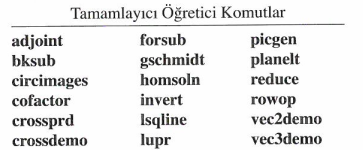 Tamamlayıcı Öğretici Komutlar
adjoint forsub picgen
bksub gschmidt planelt
circimages homsoln reduce
cofactor invert rowop
crossprd lsqline vec2demo
crossdemo lupr vec3demo